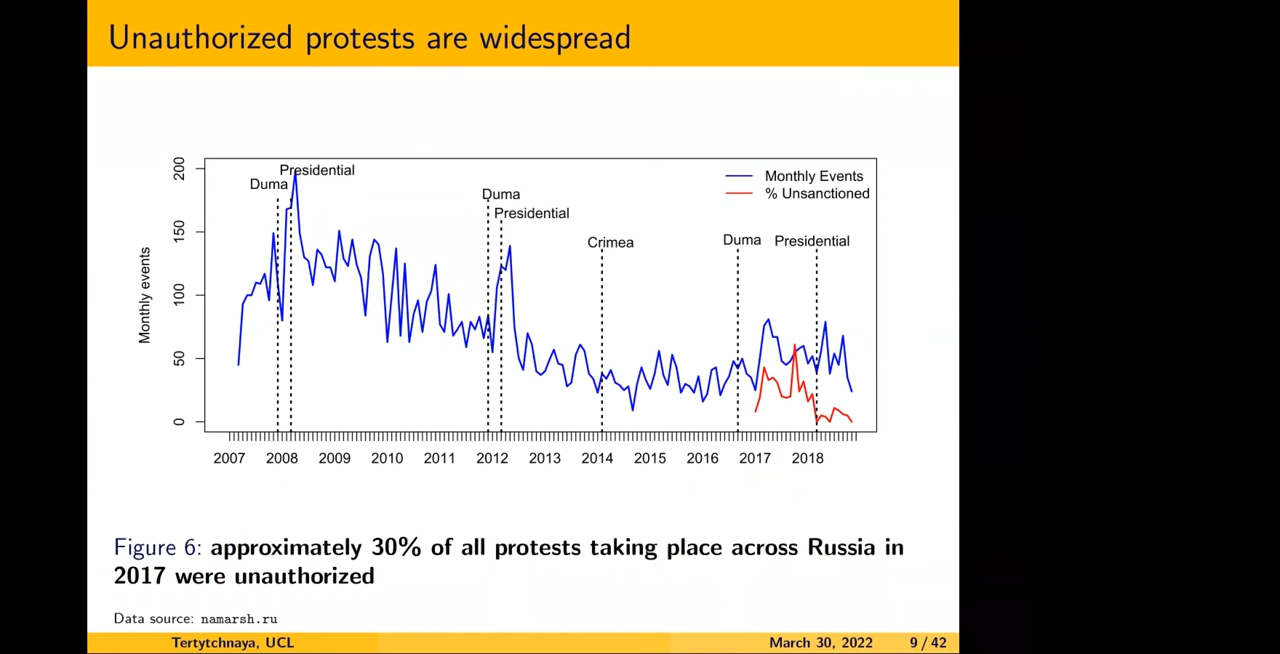 Unauthorized protests are widespread
Presidential
Duma
Duma
Presidential
Crimea
Duma
Presidential
Monthly Events
% Unsanctioned
Monthly events
200
150
100
50
0
2007 2008 2009 2010 2011 2012 2013 2014 2015 2016 2017 2018
Figure 6: approximately 30% of all protests taking place across Russia in
2017 were unauthorized
Data source: namarsh.ru
Tertytchnaya, UCL March 30, 2022 9 / 42